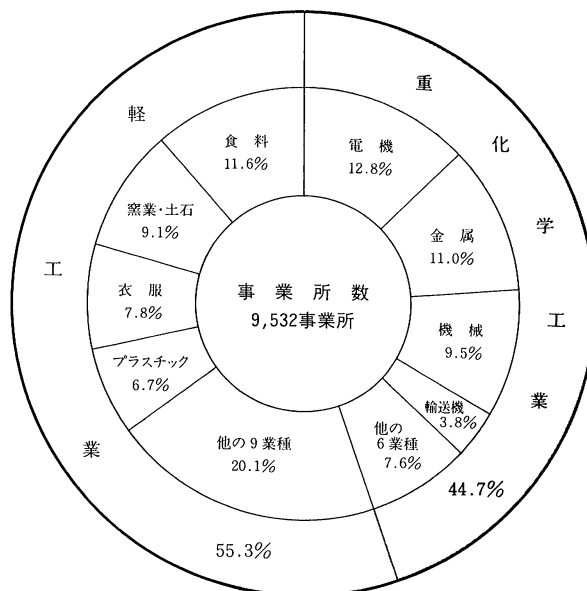 重化学工業
44.7%
電機
12.8%
金属
11.0%
機械
9.5%
輸送機
3.8%
他の
6業種
7.6%
軽工業
55.3%
食料
11.6%
窯業・土石
9.1%
衣服
7.8%
プラスチック
6.7%
他の9業種
20.1%
事業所数
9,532事業所